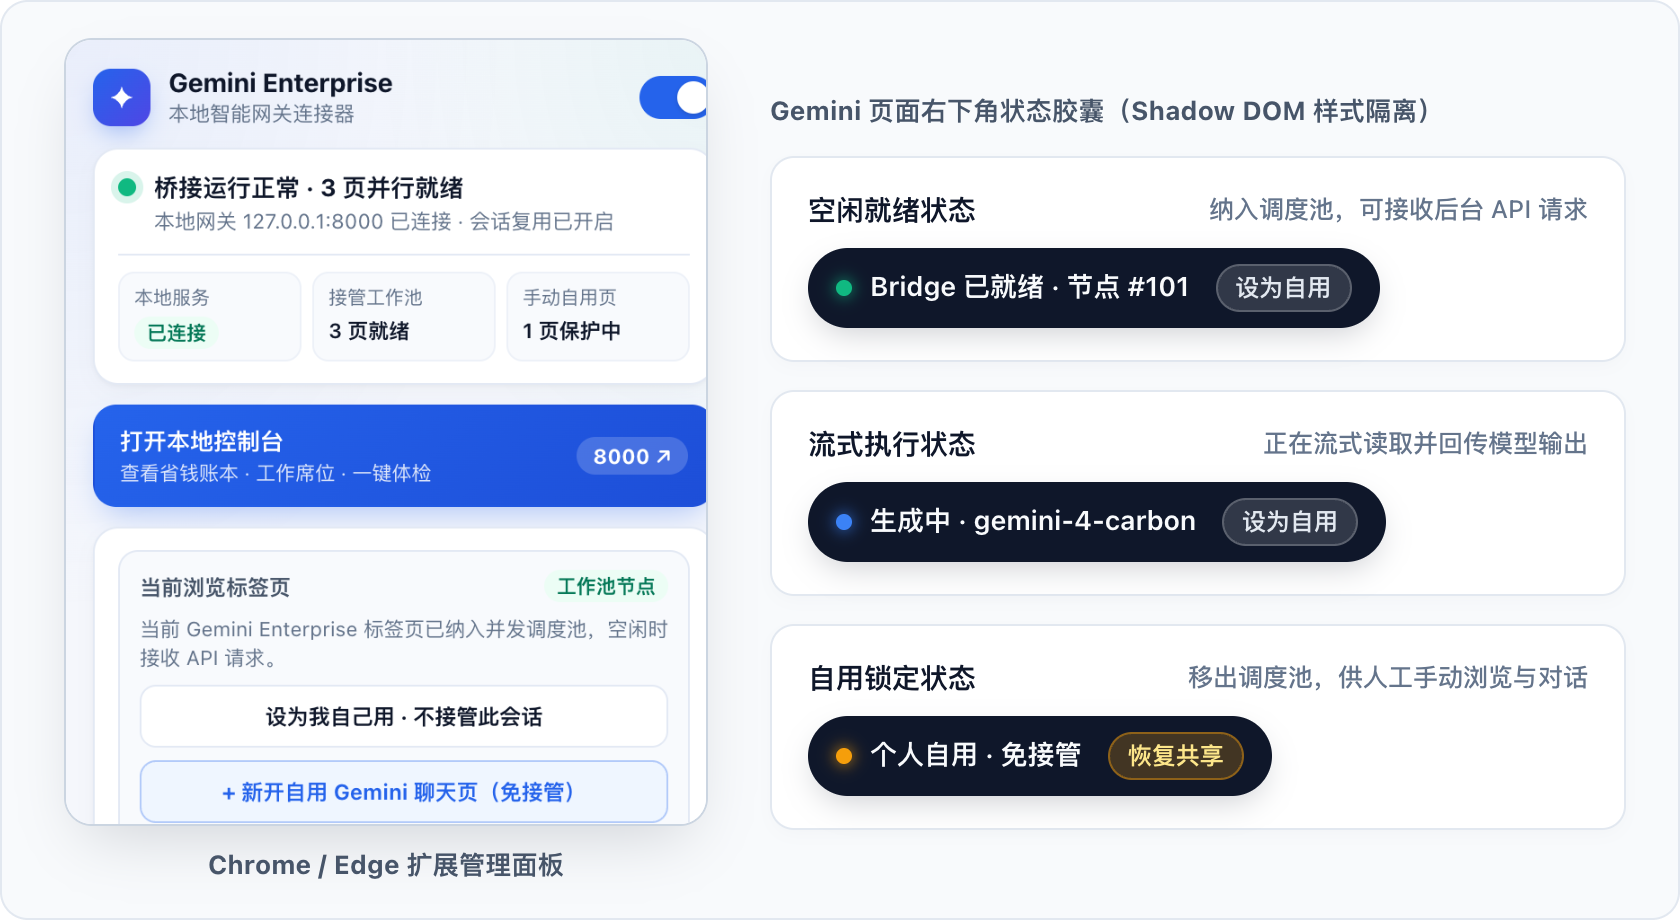 Gemini Enterprise
本地智能网关连接器
桥接运行正常 · 3 页并行就绪
本地网关 127.0.0.1:8000 已连接 · 会话复用已开启
本地服务
已连接
接管工作池
3 页就绪
手动自用页
1 页保护中
打开本地控制台
查看省钱账本 · 工作席位 · 一键体检
8000 ↗
当前浏览标签页
工作池节点
当前 Gemini Enterprise 标签页已纳入并发调度池，空闲时
接收 API 请求。
设为我自己用 · 不接管此会话
+ 新开自用 Gemini 聊天页（免接管）
Chrome / Edge 扩展管理面板
Gemini 页面右下角状态胶囊（Shadow DOM 样式隔离）
空闲就绪状态
纳入调度池，可接收后台 API 请求
Bridge 已就绪 · 节点 #101
设为自用
流式执行状态
正在流式读取并回传模型输出
生成中 · gemini-4-carbon
设为自用
自用锁定状态
移出调度池，供人工手动浏览与对话
个人自用 · 免接管
恢复共享